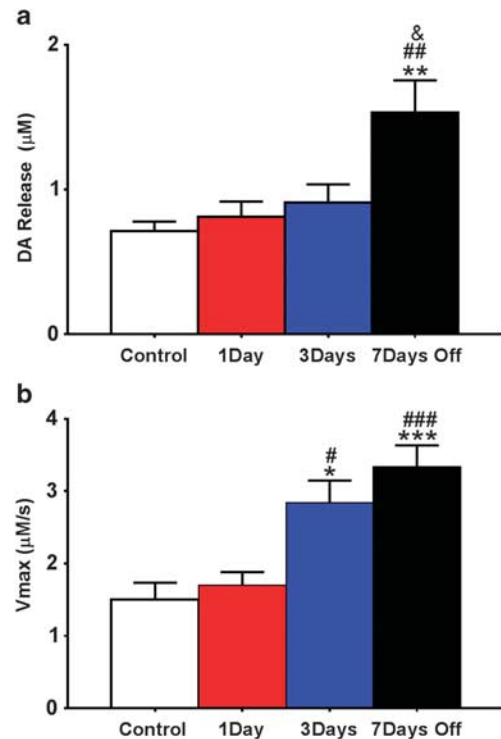 a
DA Release (μM)
2
1
0
&
##
**
Control 1Day 3Days 7Days Off
b
Vmax (μM/s)
4
3
2
1
0
#
*
###
***
Control 1Day 3Days 7Days Off